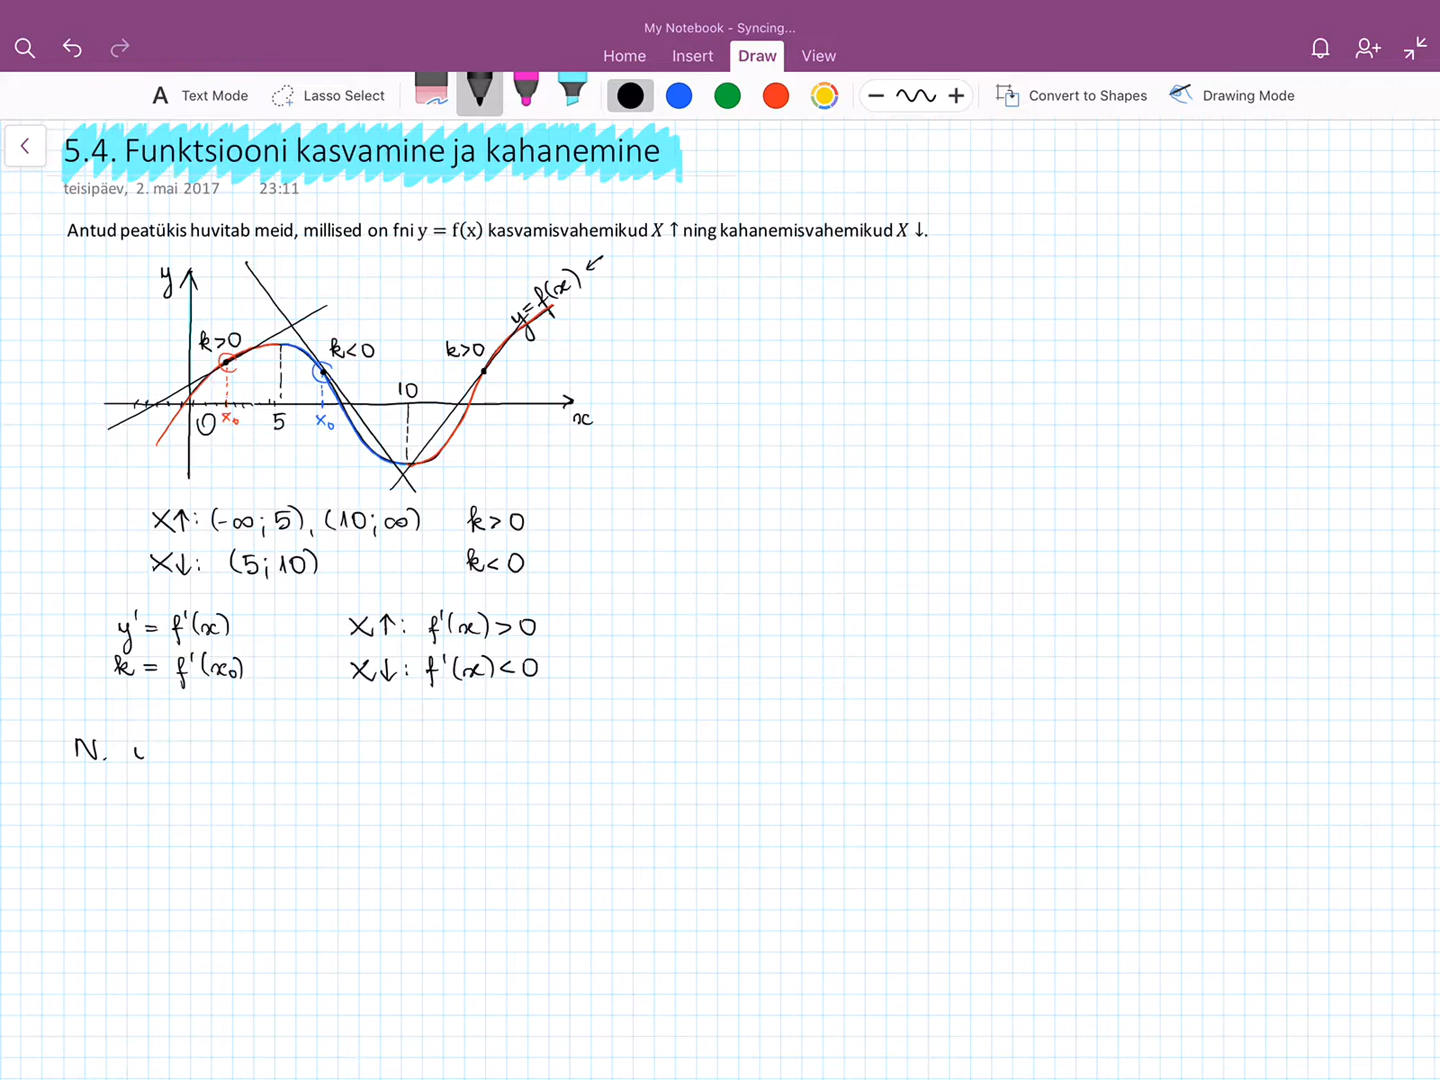 My Notebook - Syncing...
Home Insert Draw View
A Text Mode Lasso Select Convert to Shapes Drawing Mode
5.4. Funktsiooni kasvamine ja kahanemine
teisipäev, 2. mai 2017 23:11
Antud peatükis huvitab meid, millised on fni y = f(x) kasvamisvahemikud X ↑ ning kahanemisvahemikud X ↓.
y
y=f(x)
k>0
k<0
k>0
10
0
x₀
5
x₀
x
X↑: (-∞; 5), (10; ∞) k > 0
X↓: (5; 10) k < 0
y' = f'(x) X↑: f'(x) > 0
k = f'(x₀) X↓: f'(x) < 0
N.